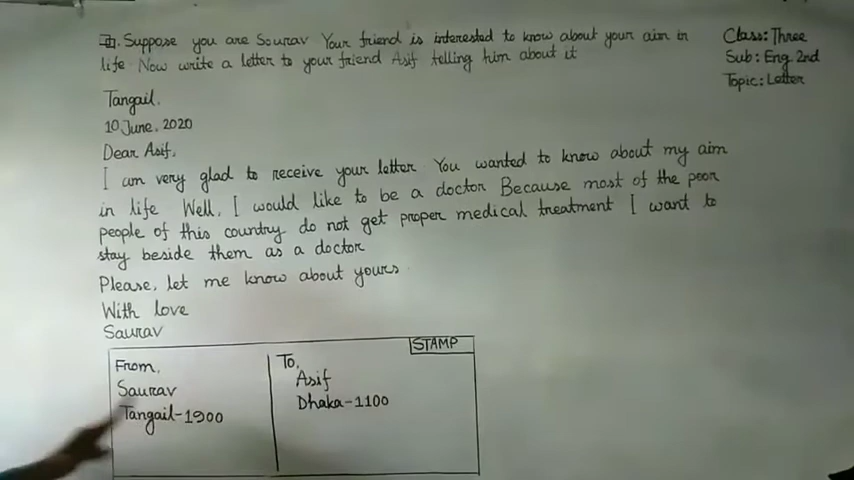 Suppose you are Sourav Your friend is interested to know about your aim in
life Now write a letter to your friend Asif telling him about it
Class: Three
Sub: Eng 2nd
Topic: Letter
Tangail,
10 June, 2020
Dear Asif,
I am very glad to receive your letter You wanted to know about my aim
in life Well, I would like to be a doctor Because most of the poor
people of this country do not get proper medical treatment I want to
stay beside them as a doctor
Please, let me know about yours
With love
Saurav
STAMP
From,
Saurav
Tangail-1900
To,
Asif
Dhaka-1100